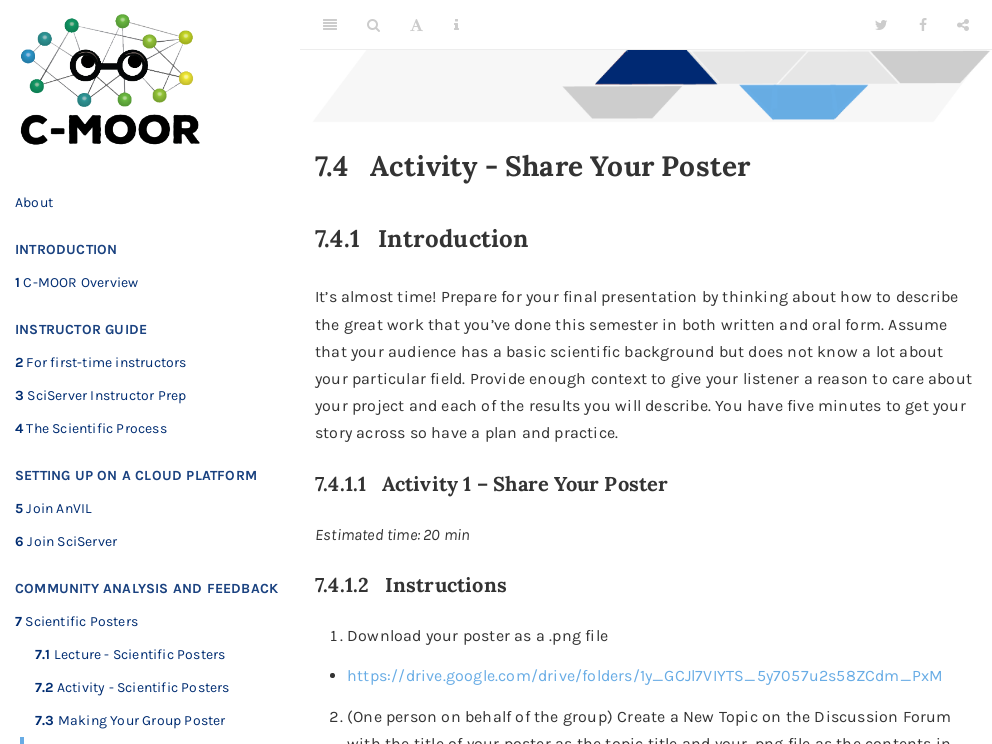 C-MOOR
About
INTRODUCTION
1 C-MOOR Overview
INSTRUCTOR GUIDE
2 For first-time instructors
3 SciServer Instructor Prep
4 The Scientific Process
SETTING UP ON A CLOUD PLATFORM
5 Join AnVIL
6 Join SciServer
COMMUNITY ANALYSIS AND FEEDBACK
7 Scientific Posters
7.1 Lecture - Scientific Posters
7.2 Activity - Scientific Posters
7.3 Making Your Group Poster
7.4 Activity - Share Your Poster
7.4.1 Introduction
It’s almost time! Prepare for your final presentation by thinking about how to describe
the great work that you’ve done this semester in both written and oral form. Assume
that your audience has a basic scientific background but does not know a lot about
your particular field. Provide enough context to give your listener a reason to care about
your project and each of the results you will describe. You have five minutes to get your
story across so have a plan and practice.
7.4.1.1 Activity 1 – Share Your Poster
Estimated time: 20 min
7.4.1.2 Instructions
1. Download your poster as a .png file
• https://drive.google.com/drive/folders/1y_GCJl7VIYTS_5y7057u2s58ZCdm_PxM
2. (One person on behalf of the group) Create a New Topic on the Discussion Forum
with the title of your poster as the topic title and your .png file as the contents in